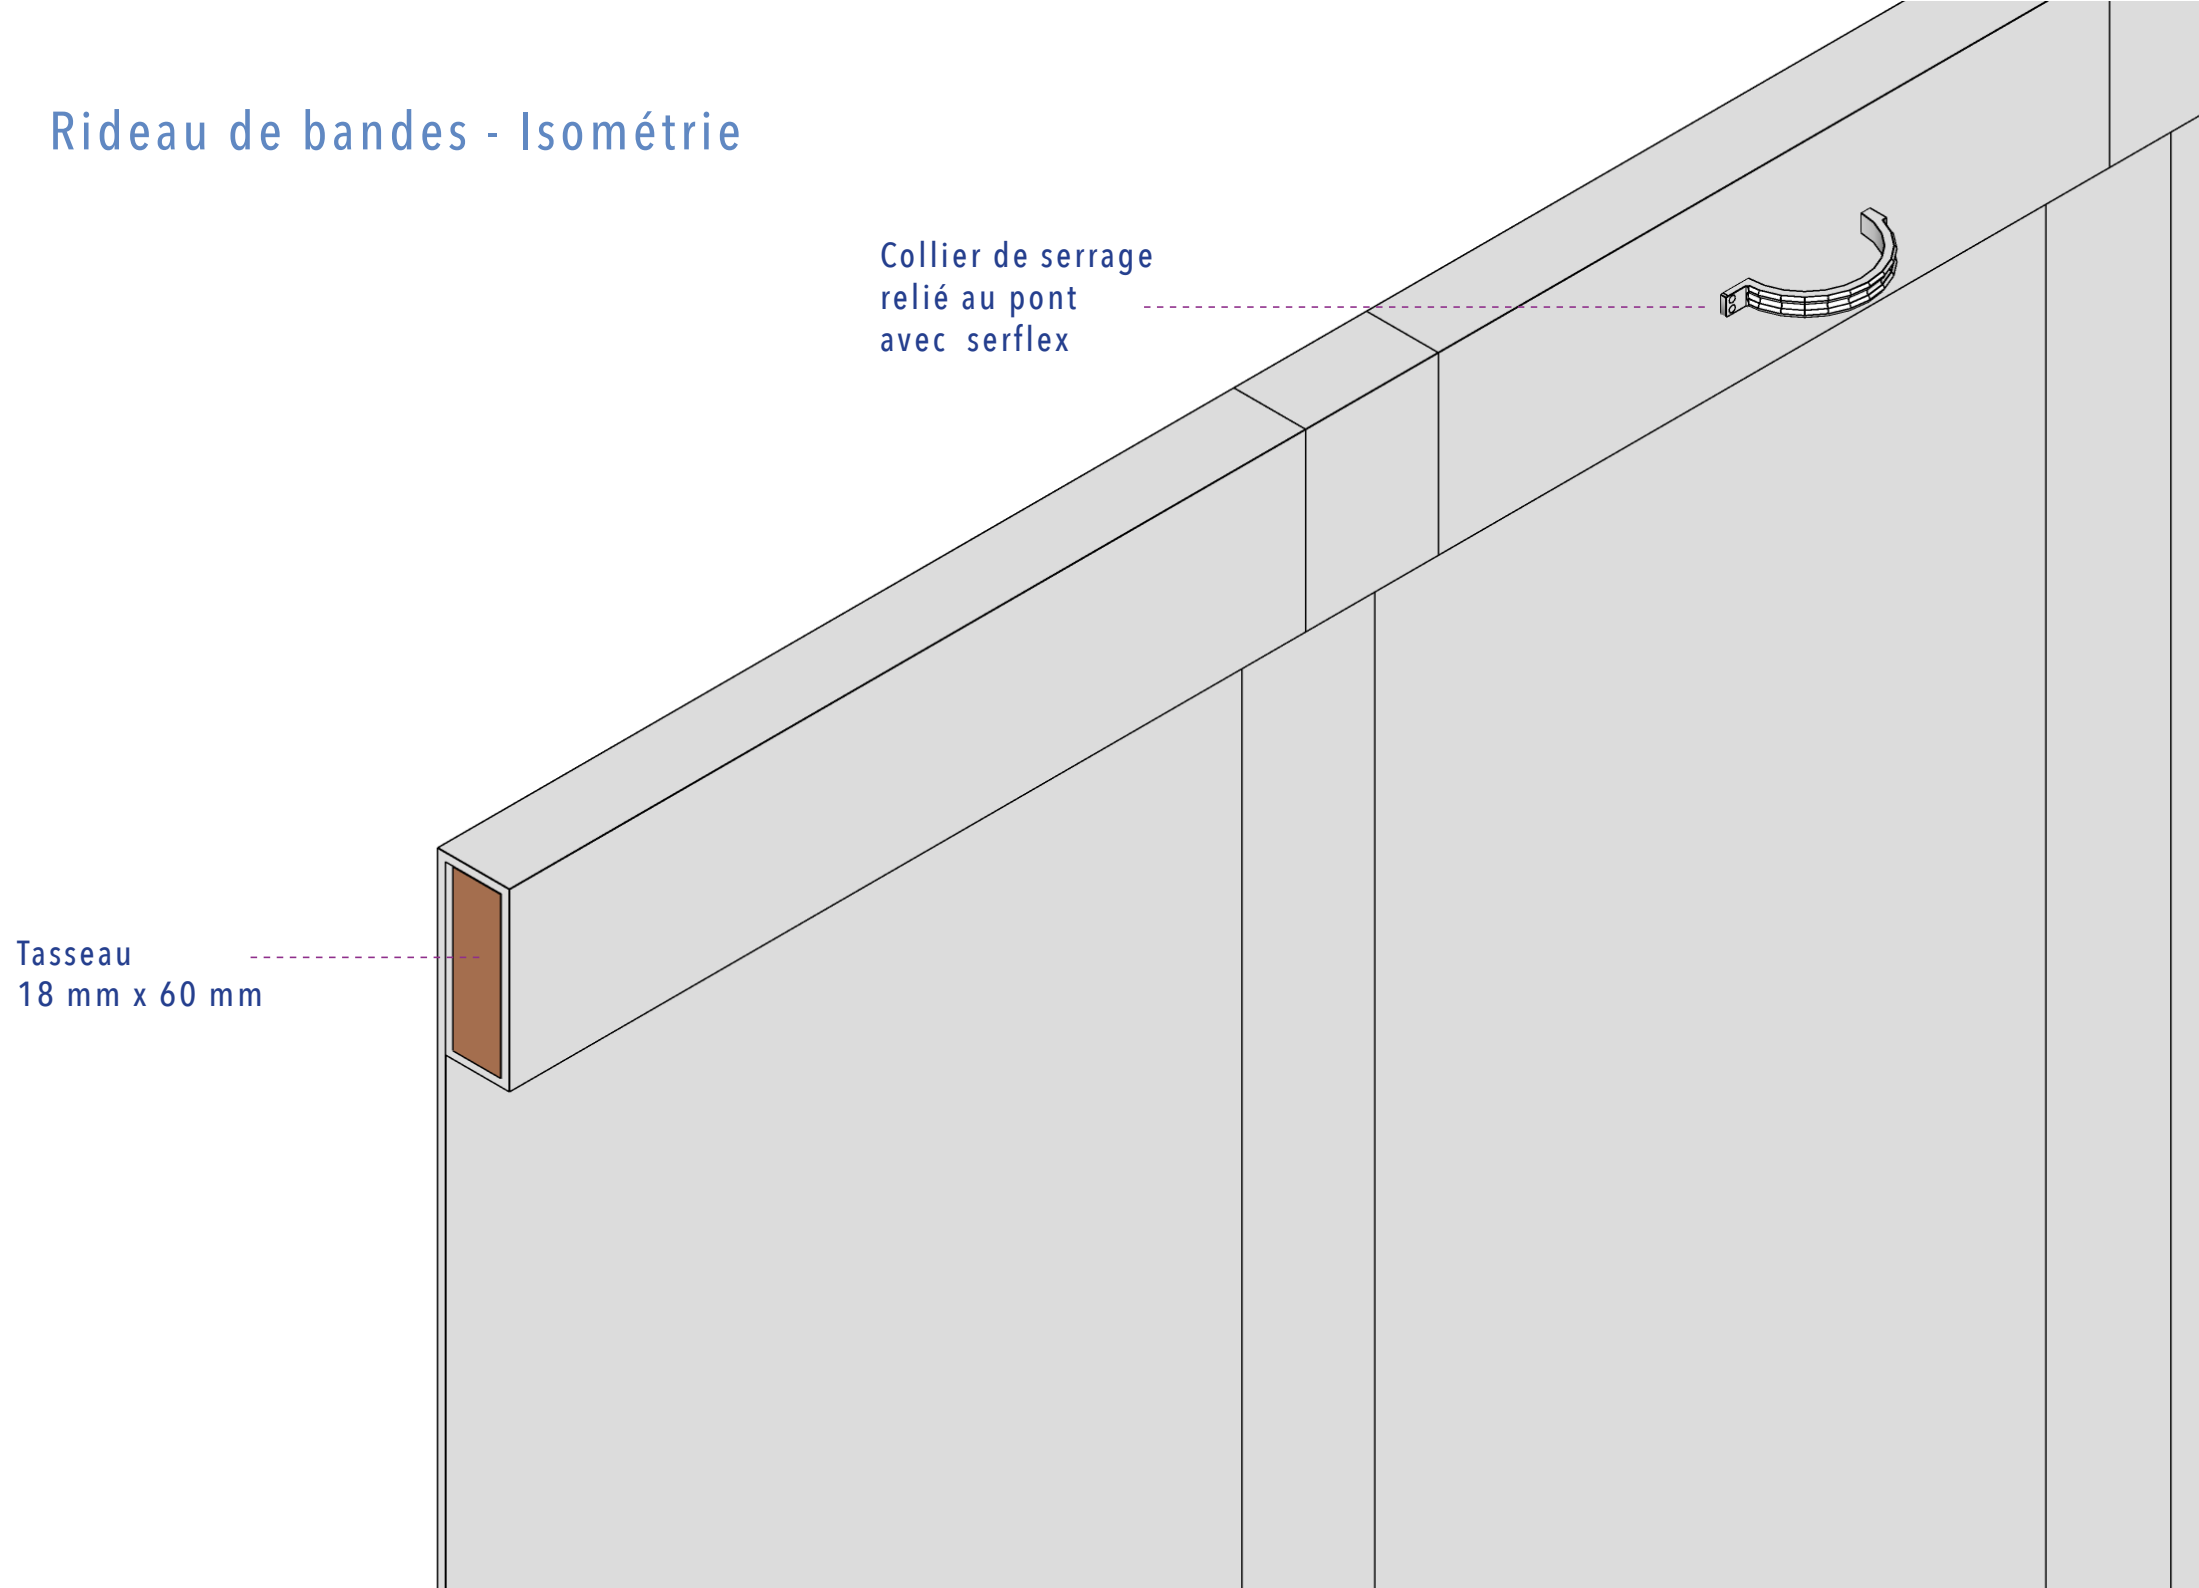 Rideau de bandes - Isométrie
Collier de serrage
relié au pont
avec serflex
Tasseau
18 mm x 60 mm